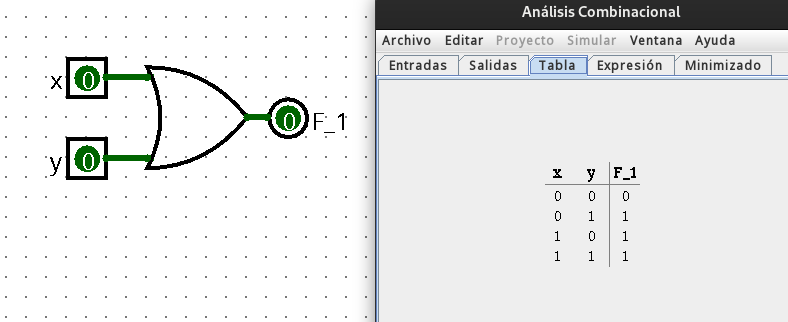 x 0
y 0
0 F_1
Análisis Combinacional
Archivo Editar Proyecto Simular Ventana Ayuda
Entradas Salidas Tabla Expresión Minimizado
x y F_1
0 0 0
0 1 1
1 0 1
1 1 1